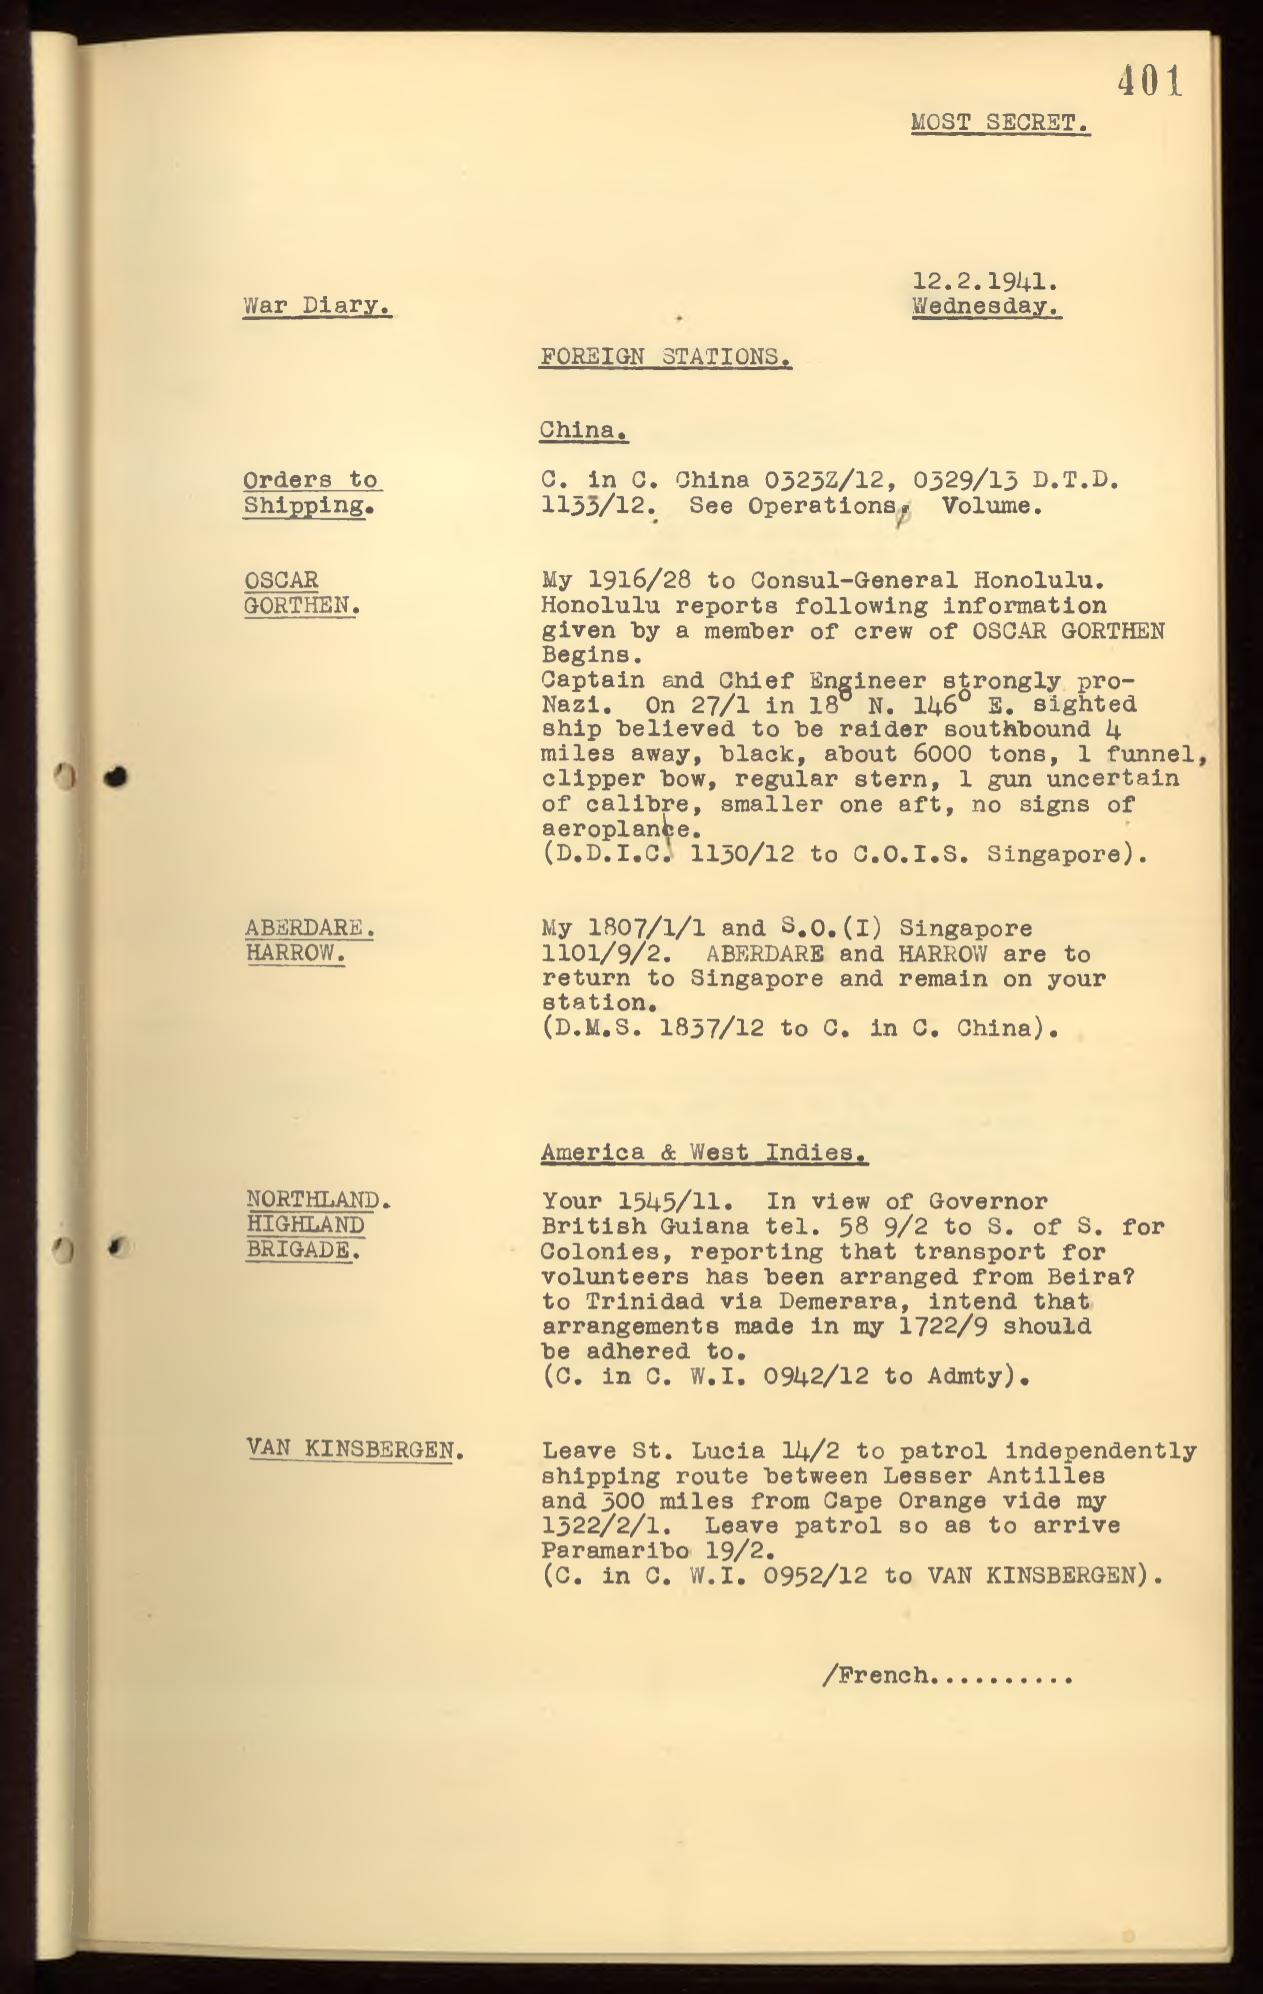 401
MOST SECRET.
12.2.1941.
War Diary.
Wednesday.
FOREIGN STATIONS.
China.
Orders to
Shipping.
C. in C. China 0323Z/12, 0329/13 D.T.D.
1133/12. See Operations, Volume.
OSCAR
GORTHEN.
My 1916/28 to Consul-General Honolulu.
Honolulu reports following information
given by a member of crew of OSCAR GORTHEN
Begins.
Captain and Chief Engineer strongly pro-
Nazi. On 27/1 in 18° N. 146° E. sighted
ship believed to be raider southbound 4
miles away, black, about 6000 tons, 1 funnel,
clipper bow, regular stern, 1 gun uncertain
of calibre, smaller one aft, no signs of
aeroplane.
(D.D.I.C. 1130/12 to C.O.I.S. Singapore).
ABERDARE.
HARROW.
My 1807/1/1 and S.O.(I) Singapore
1101/9/2. ABERDARE and HARROW are to
return to Singapore and remain on your
station.
(D.M.S. 1837/12 to C. in C. China).
America & West Indies.
NORTHLAND.
HIGHLAND
BRIGADE.
Your 1545/11. In view of Governor
British Guiana tel. 58 9/2 to S. of S. for
Colonies, reporting that transport for
volunteers has been arranged from Beira?
to Trinidad via Demerara, intend that
arrangements made in my 1722/9 should
be adhered to.
(C. in C. W.I. 0942/12 to Admty).
VAN KINSBERGEN.
Leave St. Lucia 14/2 to patrol independently
shipping route between Lesser Antilles
and 300 miles from Cape Orange vide my
1322/2/1. Leave patrol so as to arrive
Paramaribo 19/2.
(C. in C. W.I. 0952/12 to VAN KINSBERGEN).
/French..........